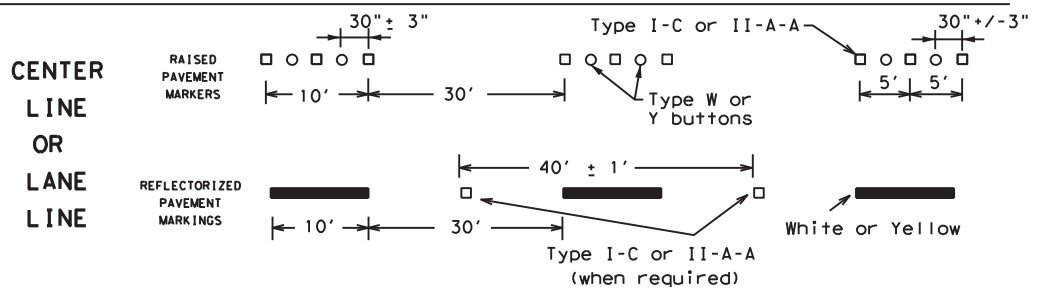 CENTER
LINE
OR
LANE
LINE
RAISED
PAVEMENT
MARKERS
30"± 3"
10'
30'
Type I-C or II-A-A
Type W or
Y buttons
30"+/-3"
5'
5'
REFLECTORIZED
PAVEMENT
MARKINGS
40' ± 1'
10'
30'
Type I-C or II-A-A
(when required)
White or Yellow